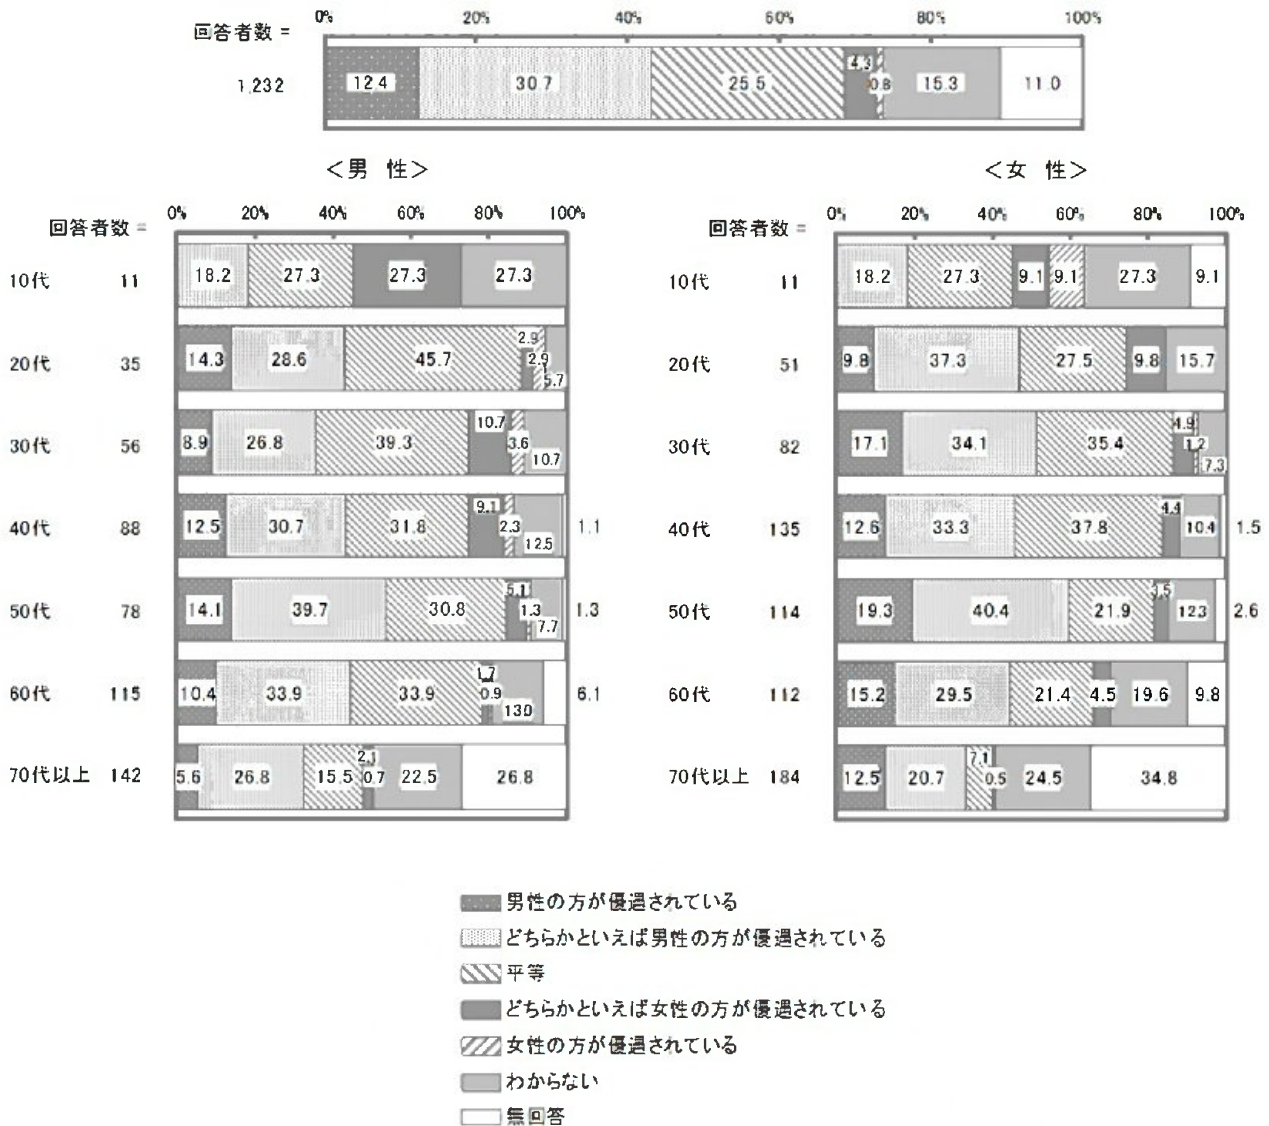 0% 20% 40% 60% 80% 100%
回答者数 =
1,232 12.4 30.7 25.5 4.3 0.8 15.3 11.0
＜男 性＞
0% 20% 40% 60% 80% 100%
回答者数 =
10代 11 18.2 27.3 27.3 27.3
20代 35 14.3 28.6 45.7 2.9 2.9 5.7
30代 56 8.9 26.8 39.3 10.7 3.6 10.7
40代 88 12.5 30.7 31.8 9.1 2.3 12.5 1.1
50代 78 14.1 39.7 30.8 5.1 1.3 7.7 1.3
60代 115 10.4 33.9 33.9 1.7 0.9 13.0 6.1
70代以上 142 5.6 26.8 15.5 2.1 0.7 22.5 26.8
＜女 性＞
0% 20% 40% 60% 80% 100%
回答者数 =
10代 11 18.2 27.3 9.1 9.1 27.3 9.1
20代 51 9.8 37.3 27.5 9.8 15.7
30代 82 17.1 34.1 35.4 4.9 1.2 7.3
40代 135 12.6 33.3 37.8 4.4 10.4 1.5
50代 114 19.3 40.4 21.9 3.5 12.3 2.6
60代 112 15.2 29.5 21.4 4.5 19.6 9.8
70代以上 184 12.5 20.7 7.1 0.5 24.5 34.8
男性の方が優遇されている
どちらかといえば男性の方が優遇されている
平等
どちらかといえば女性の方が優遇されている
女性の方が優遇されている
わからない
無回答